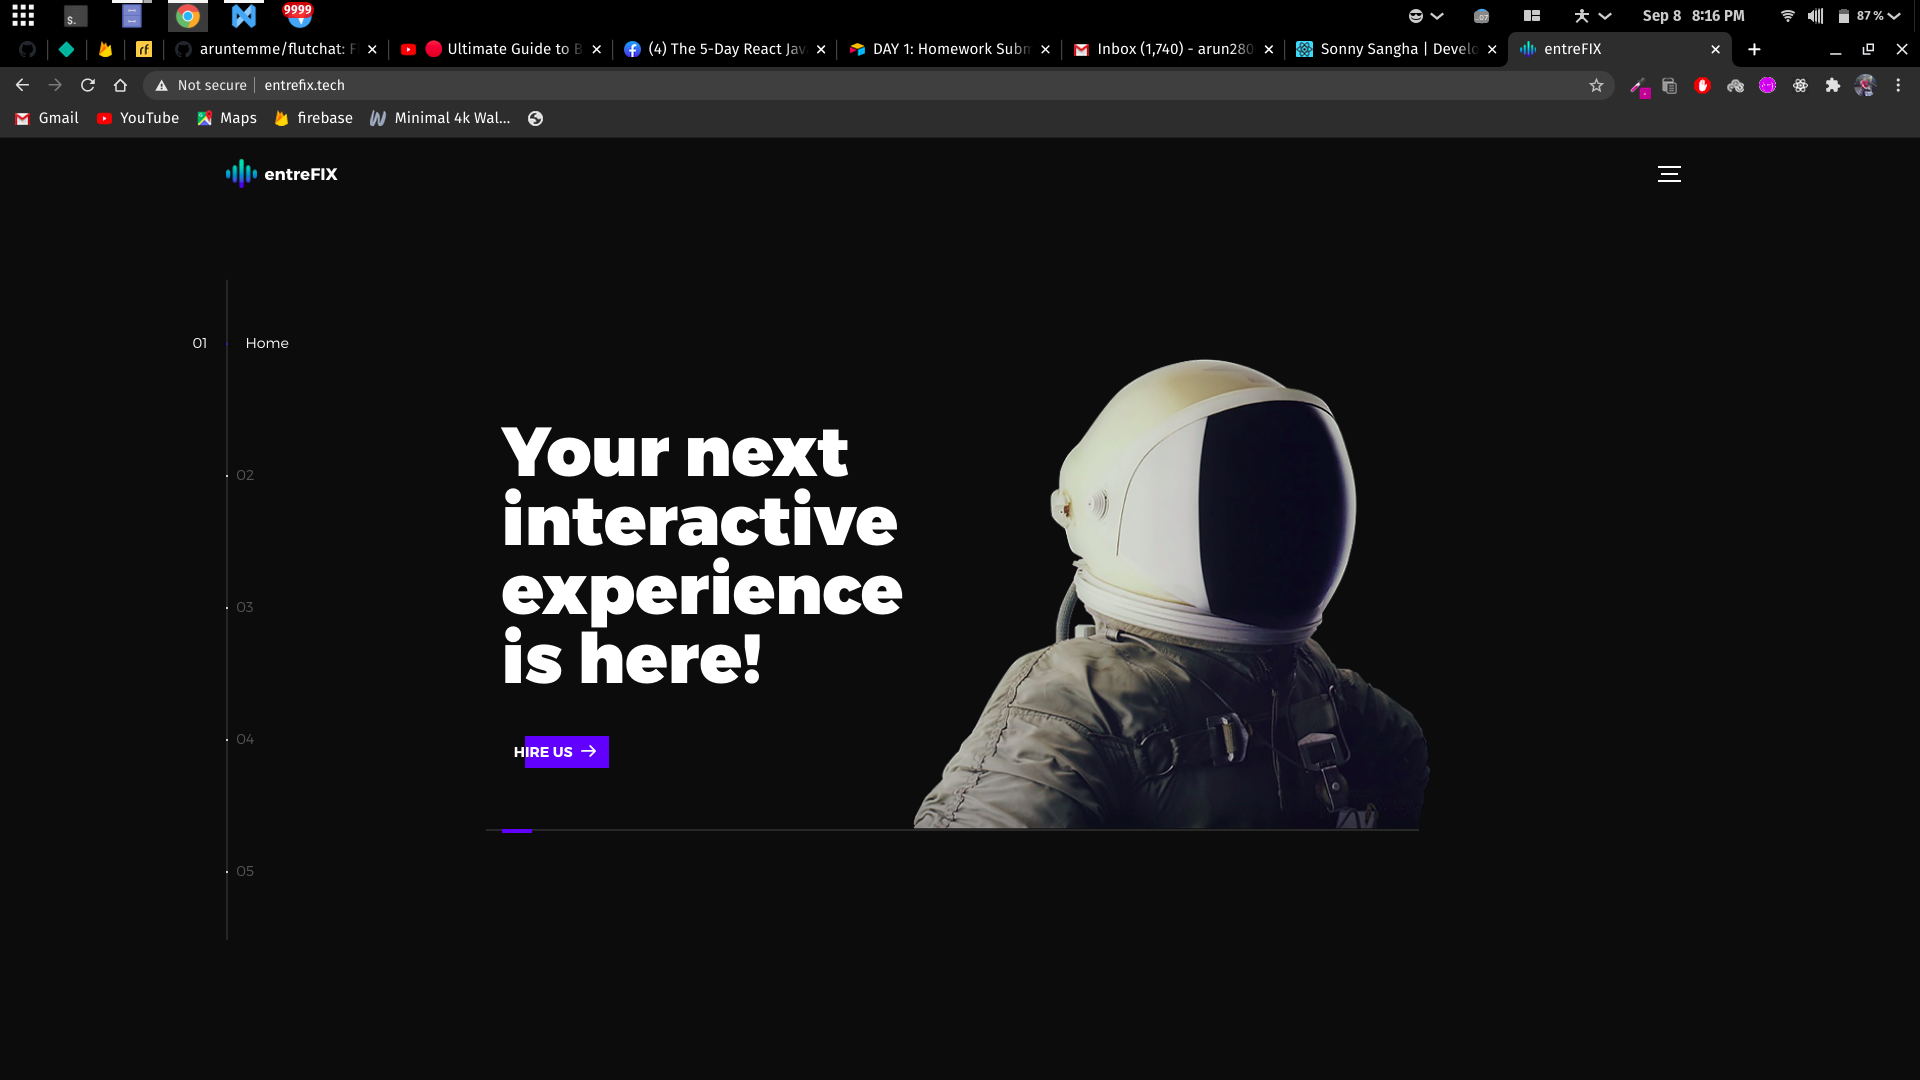 9999
Sep 8 8:16 PM
87 %
aruntemme/flutchat: F
Ultimate Guide to B
(4) The 5-Day React Jav
DAY 1: Homework Subm
Inbox (1,740) - arun280
Sonny Sangha | Develo
entreFIX
Not secure
entrefix.tech
Gmail
YouTube
Maps
firebase
Minimal 4k Wal...
entreFIX
01 Home
02
03
04
05
Your next
interactive
experience
is here!
HIRE US